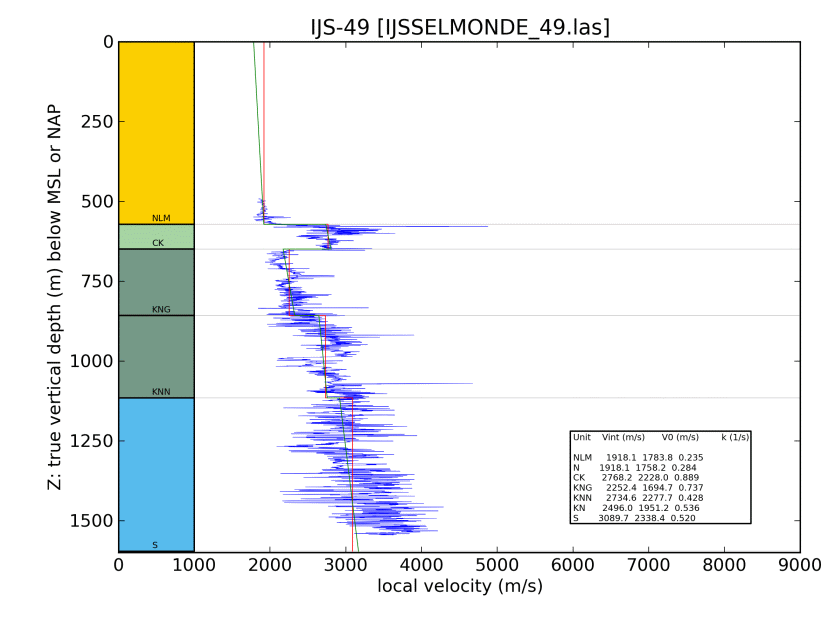 IJS-49 [IJSSELMONDE_49.las]
Z: true vertical depth (m) below MSL or NAP
0
250
500
750
1000
1250
1500
NLM
CK
KNG
KNN
S
Unit Vint (m/s) V0 (m/s) k (1/s)
NLM 1918.1 1783.8 0.235
N 1918.1 1758.2 0.284
CK 2768.2 2228.0 0.889
KNG 2252.4 1694.7 0.737
KNN 2734.6 2277.7 0.428
KN 2496.0 1951.2 0.536
S 3089.7 2338.4 0.520
0 1000 2000 3000 4000 5000 6000 7000 8000 9000
local velocity (m/s)